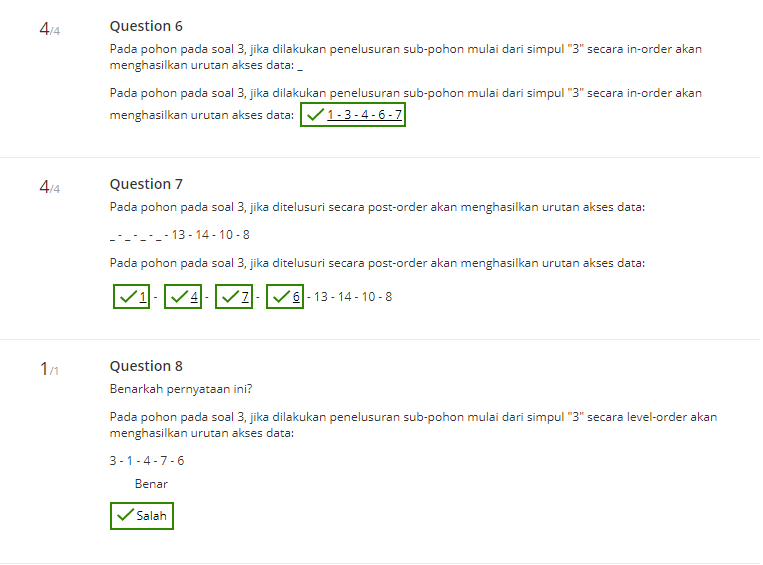 4/4
Question 6
Pada pohon pada soal 3, jika dilakukan penelusuran sub-pohon mulai dari simpul "3" secara in-order akan
menghasilkan urutan akses data: _
Pada pohon pada soal 3, jika dilakukan penelusuran sub-pohon mulai dari simpul "3" secara in-order akan
menghasilkan urutan akses data: 1 - 3 - 4 - 6 - 7
4/4
Question 7
Pada pohon pada soal 3, jika ditelusuri secara post-order akan menghasilkan urutan akses data:
_ - _ - _ - _ - 13 - 14 - 10 - 8
Pada pohon pada soal 3, jika ditelusuri secara post-order akan menghasilkan urutan akses data:
1 - 4 - 7 - 6 - 13 - 14 - 10 - 8
1/1
Question 8
Benarkah pernyataan ini?
Pada pohon pada soal 3, jika dilakukan penelusuran sub-pohon mulai dari simpul "3" secara level-order akan
menghasilkan urutan akses data:
3 - 1 - 4 - 7 - 6
Benar
Salah